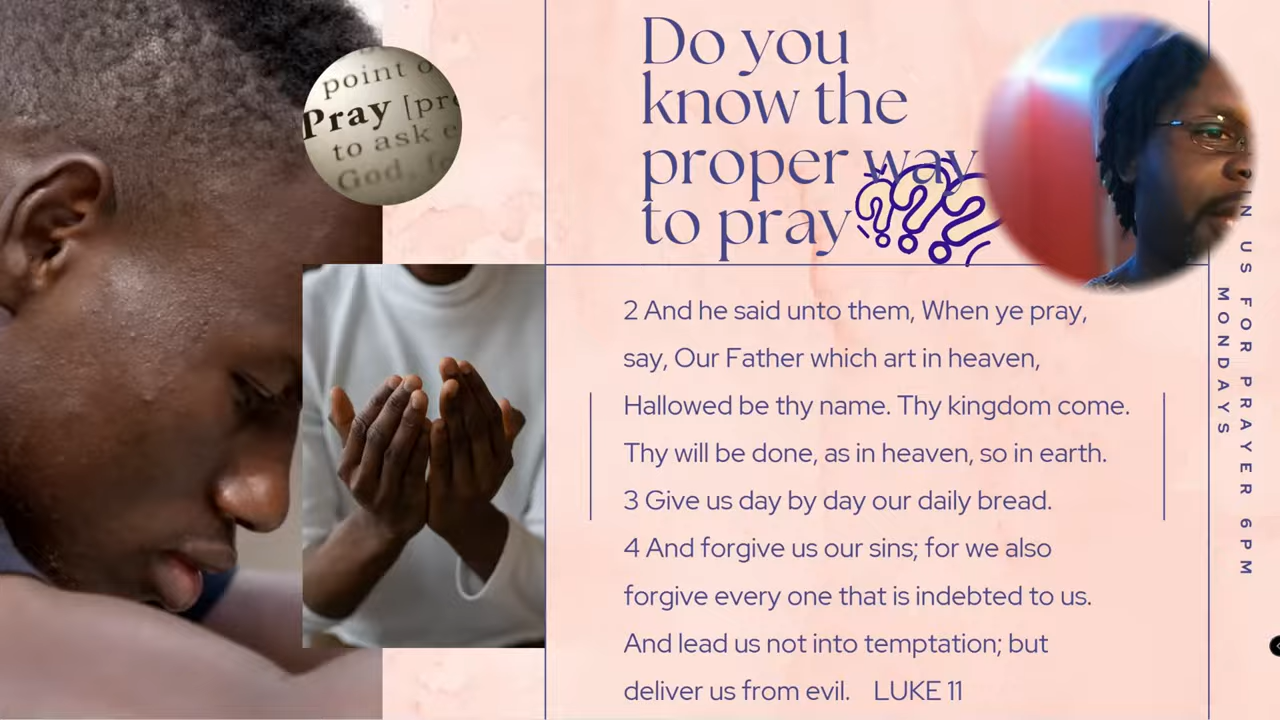 point o
Pray [pr
to ask
God,
Do you
know the
proper way
to pray???
2 And he said unto them, When ye pray,
say, Our Father which art in heaven,
Hallowed be thy name. Thy kingdom come.
Thy will be done, as in heaven, so in earth.
3 Give us day by day our daily bread.
4 And forgive us our sins; for we also
forgive every one that is indebted to us.
And lead us not into temptation; but
deliver us from evil. LUKE 11
IN US FOR PRAYER 6PM
MONDAYS